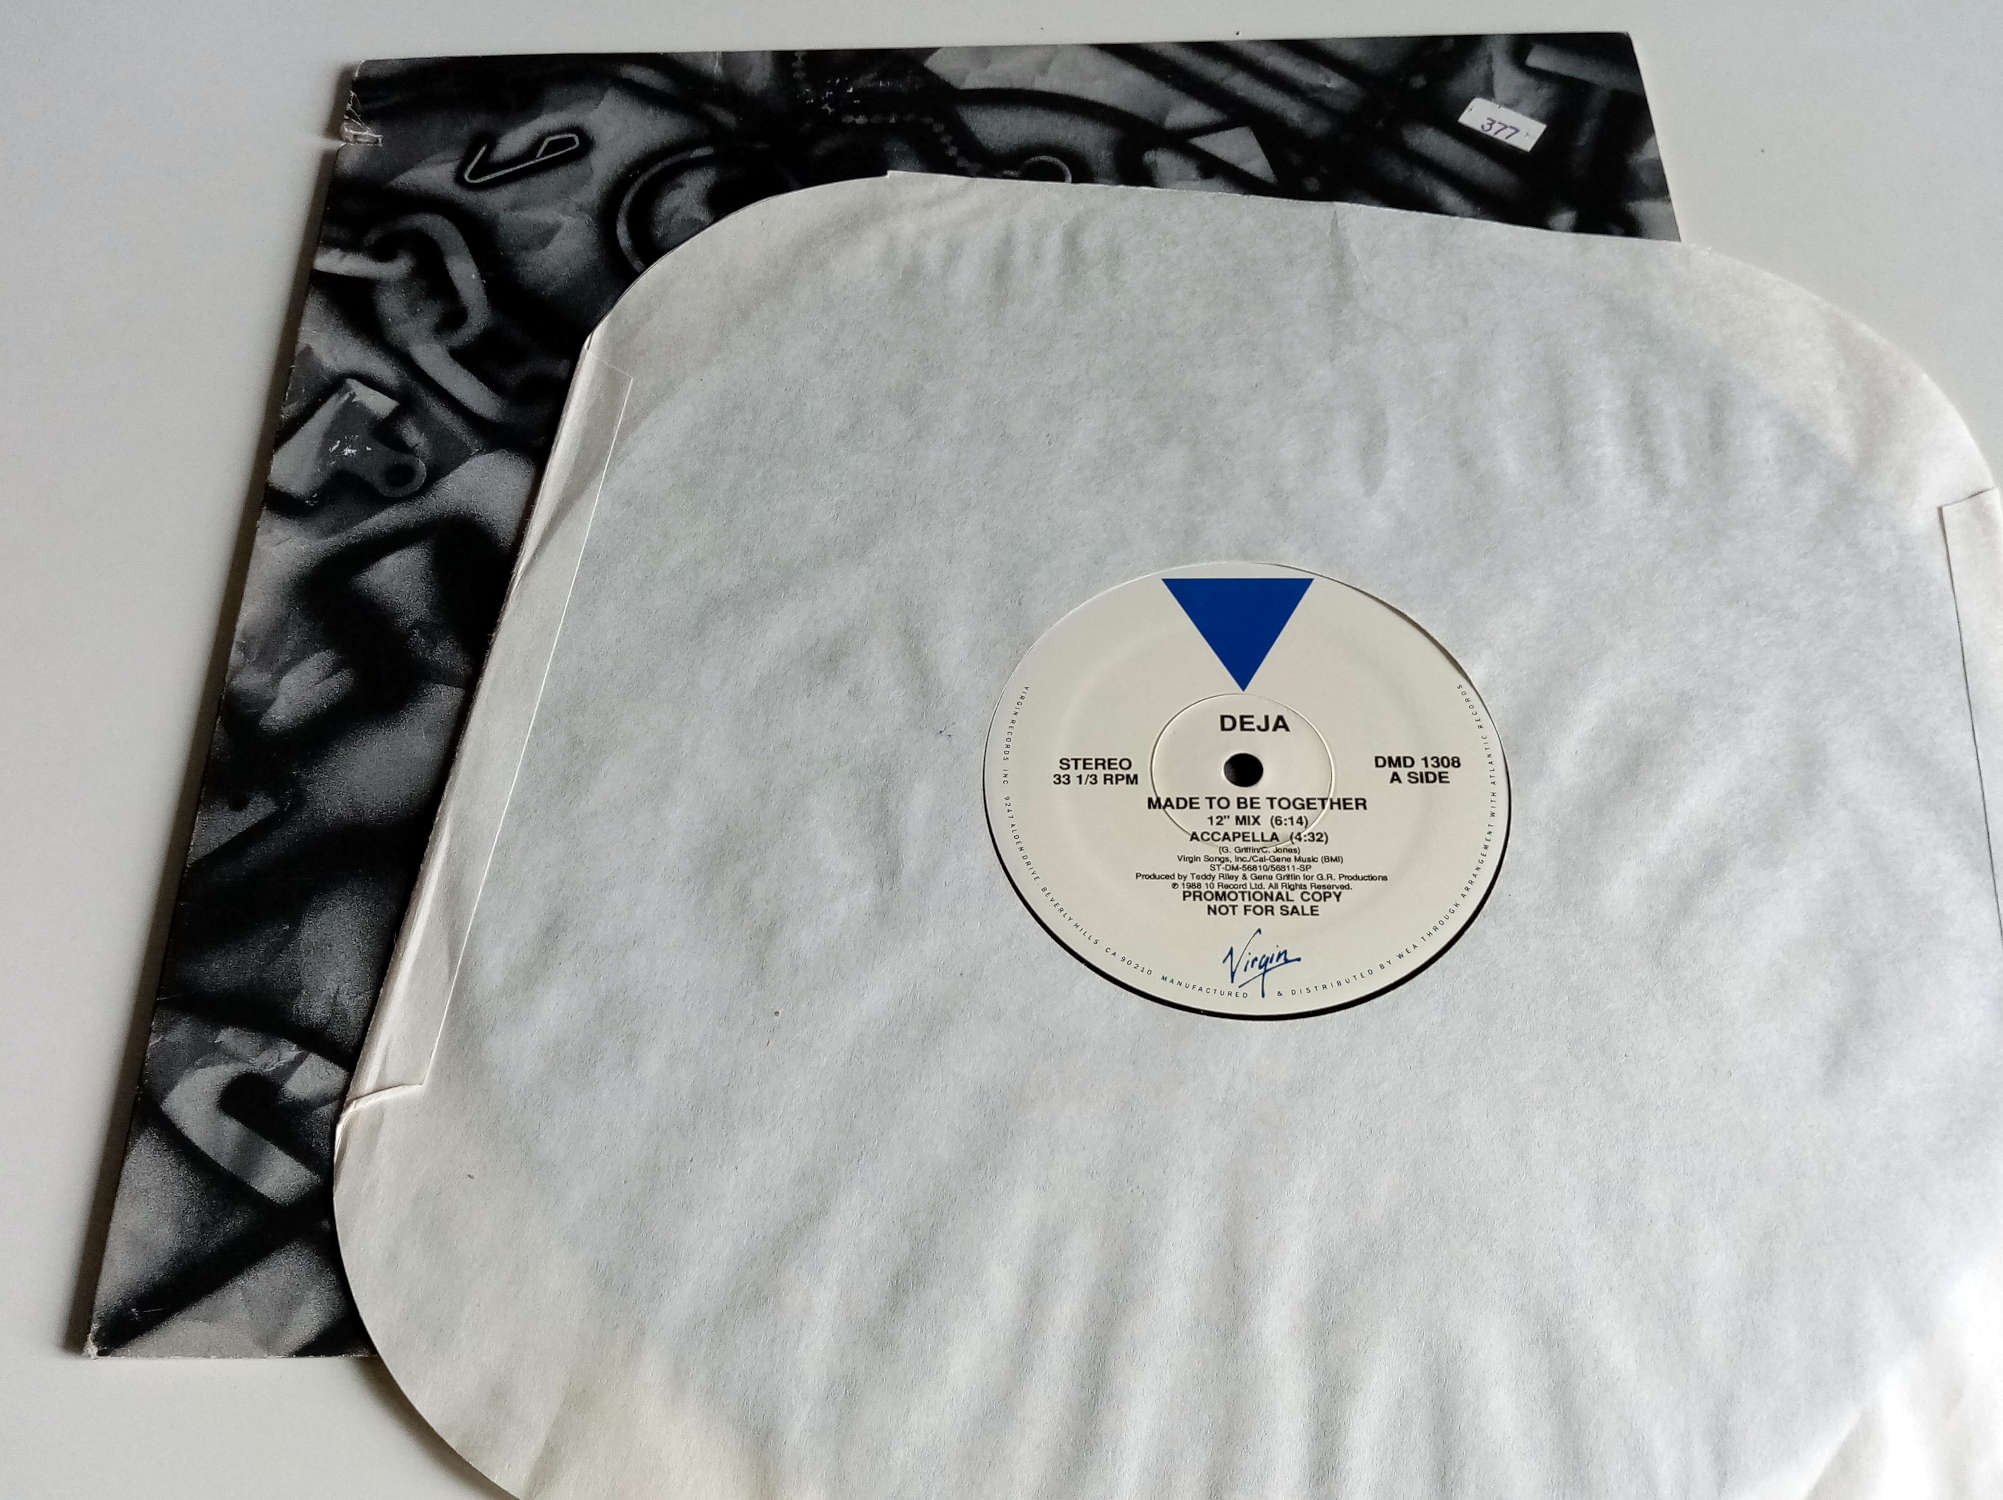 377
DEJA
STEREO
33 1/3 RPM
DMD 1308
A SIDE
MADE TO BE TOGETHER
12" MIX (6:14)
ACCAPELLA (4:32)
(G. Griffin/C. Jones)
Virgin Songs, Inc./Cal-Gene Music (BMI)
ST-DM-56810/56811-SP
Produced by Teddy Riley & Gene Griffin for G.R. Productions
℗ 1988 10 Record Ltd. All Rights Reserved.
PROMOTIONAL COPY
NOT FOR SALE
Virgin
VIRGIN RECORDS INC 9247 ALDEN DRIVE BEVERLY HILLS CA 90210 MANUFACTURED & DISTRIBUTED BY WEA THROUGH ARRANGEMENT WITH ATLANTIC RECORDS